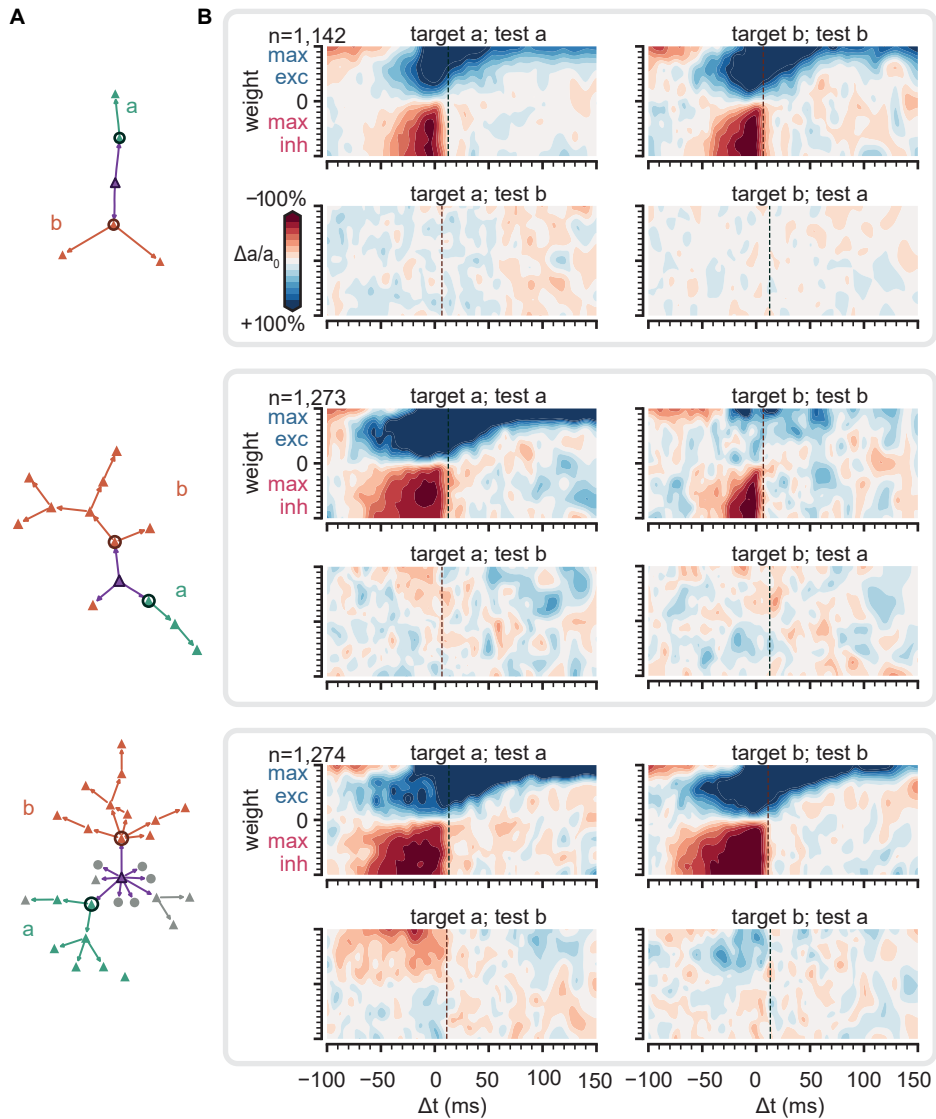 A
B
a
b
n=1,142
target a; test a
target b; test b
max
exc
0
max
inh
weight
target a; test b
target b; test a
−100%
Δa/a0
+100%
b
a
n=1,273
target a; test a
target b; test b
max
exc
0
max
inh
weight
target a; test b
target b; test a
b
a
n=1,274
target a; test a
target b; test b
max
exc
0
max
inh
weight
target a; test b
target b; test a
−100 −50 0 50 100 150
−100 −50 0 50 100 150
Δt (ms)
Δt (ms)